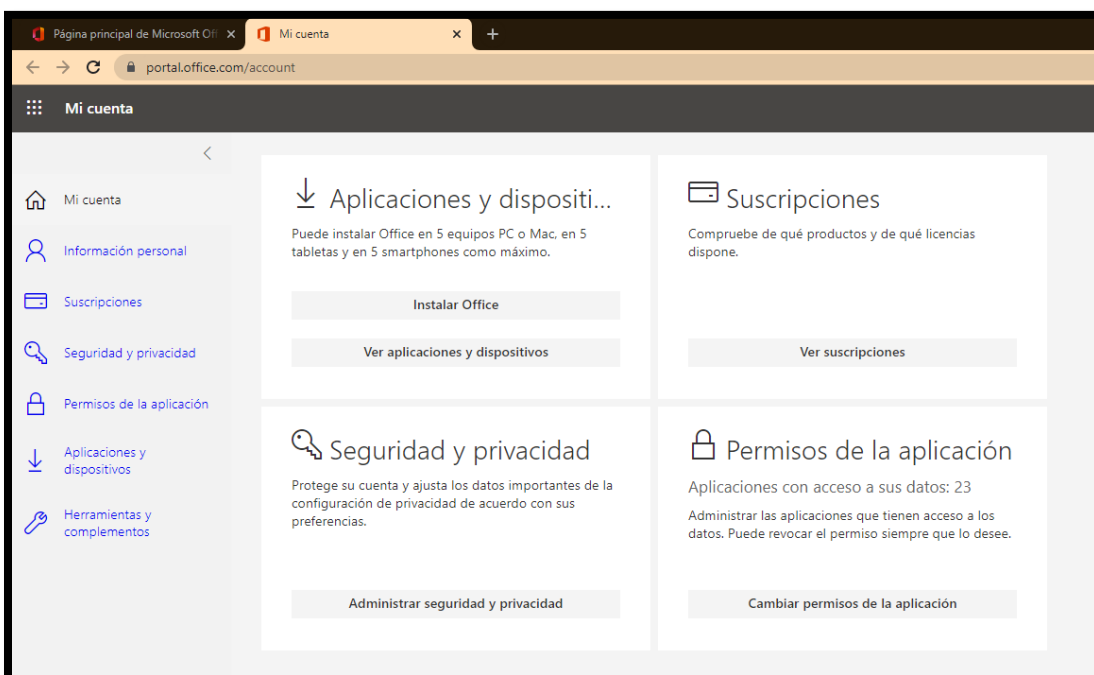 Página principal de Microsoft Off
Mi cuenta
portal.office.com/account
Mi cuenta
Mi cuenta
Información personal
Suscripciones
Seguridad y privacidad
Permisos de la aplicación
Aplicaciones y
dispositivos
Herramientas y
complementos
Aplicaciones y dispositi...
Puede instalar Office en 5 equipos PC o Mac, en 5
tabletas y en 5 smartphones como máximo.
Instalar Office
Ver aplicaciones y dispositivos
Suscripciones
Compruebe de qué productos y de qué licencias
dispone.
Ver suscripciones
Seguridad y privacidad
Protege su cuenta y ajusta los datos importantes de la
configuración de privacidad de acuerdo con sus
preferencias.
Administrar seguridad y privacidad
Permisos de la aplicación
Aplicaciones con acceso a sus datos: 23
Administrar las aplicaciones que tienen acceso a los
datos. Puede revocar el permiso siempre que lo desee.
Cambiar permisos de la aplicación